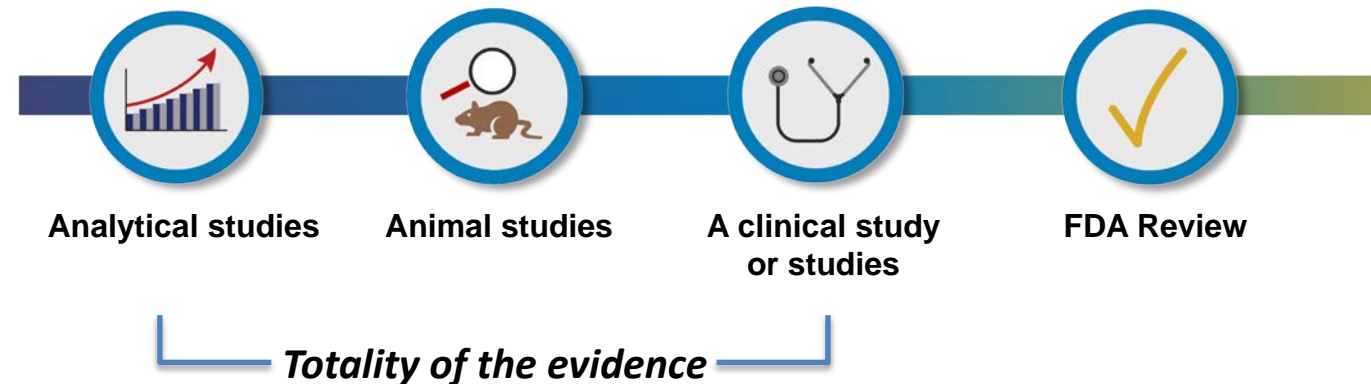 Analytical studies
Animal studies
A clinical study
or studies
FDA Review
Totality of the evidence